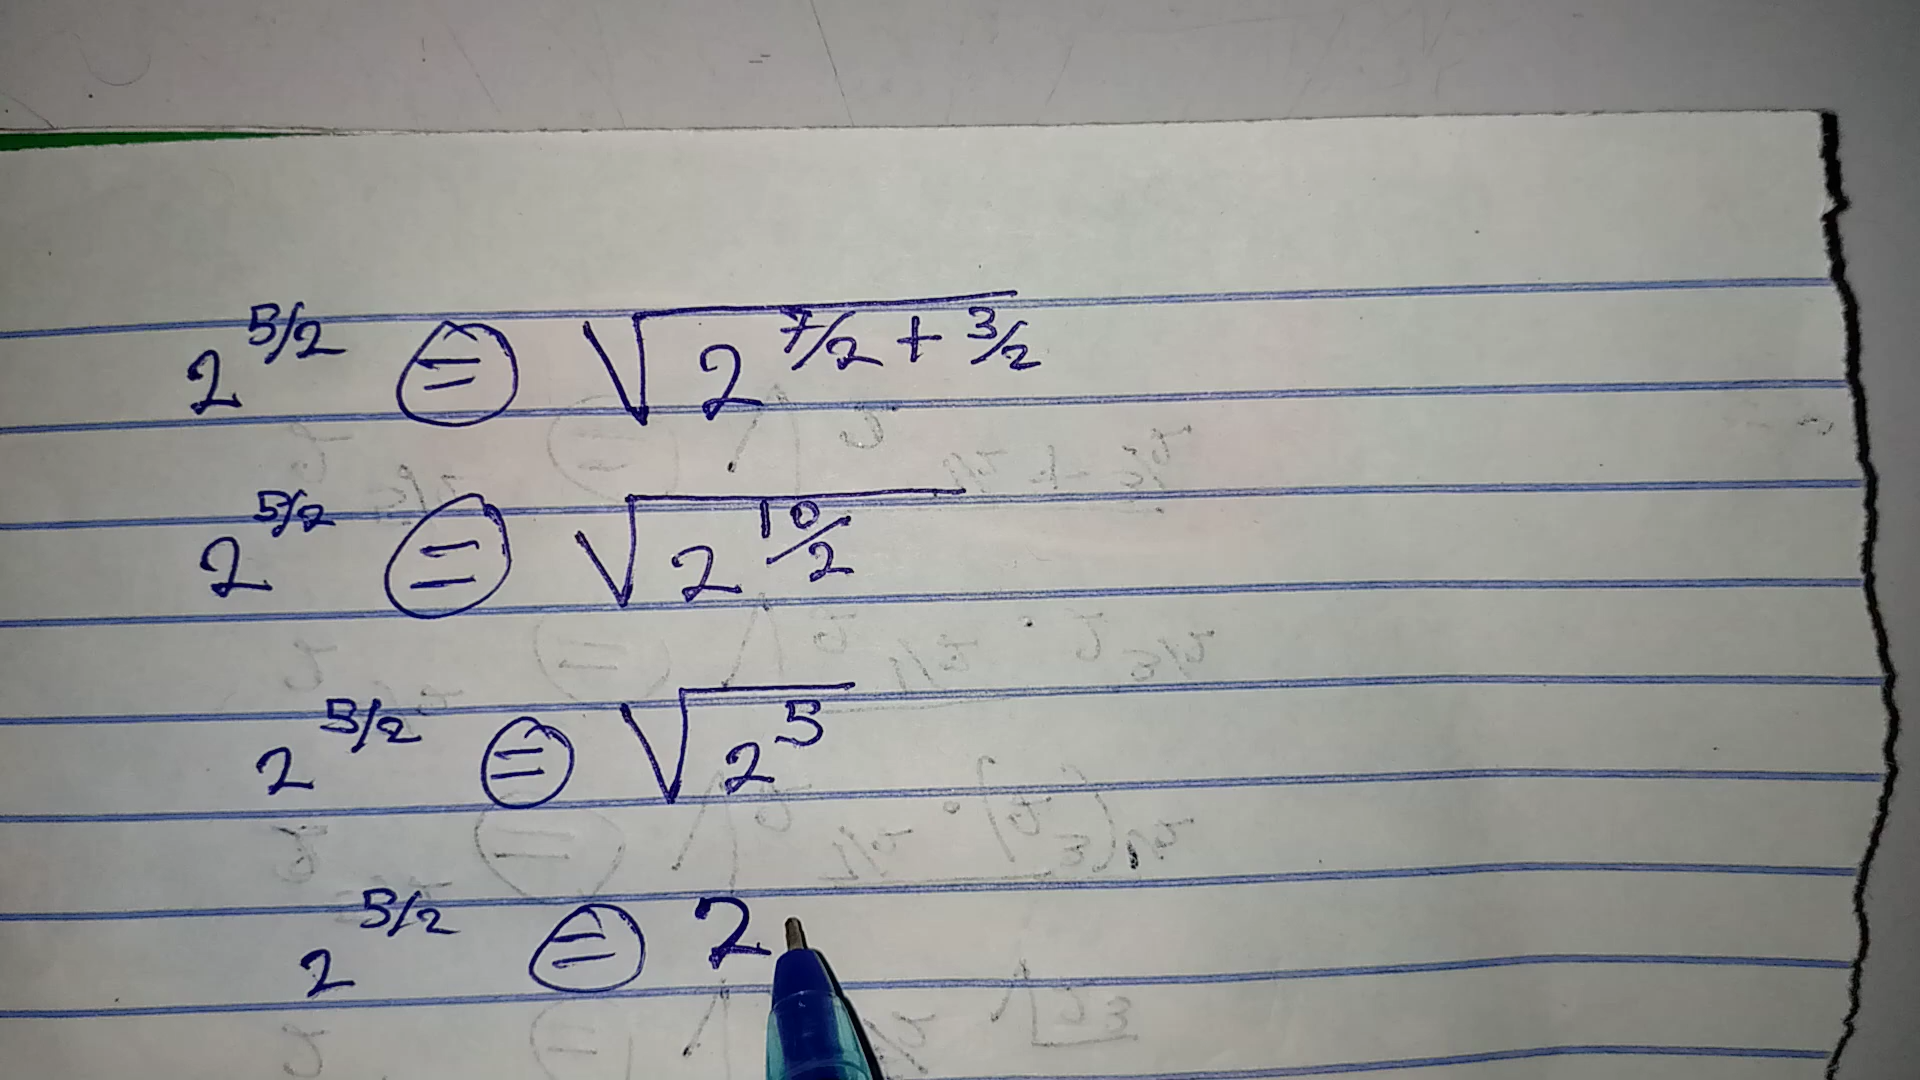 2^5/2 = √2^7/2 + 3/2
2^5/2 = √2^10/2
2^5/2 = √2^5
2^5/2 = 2